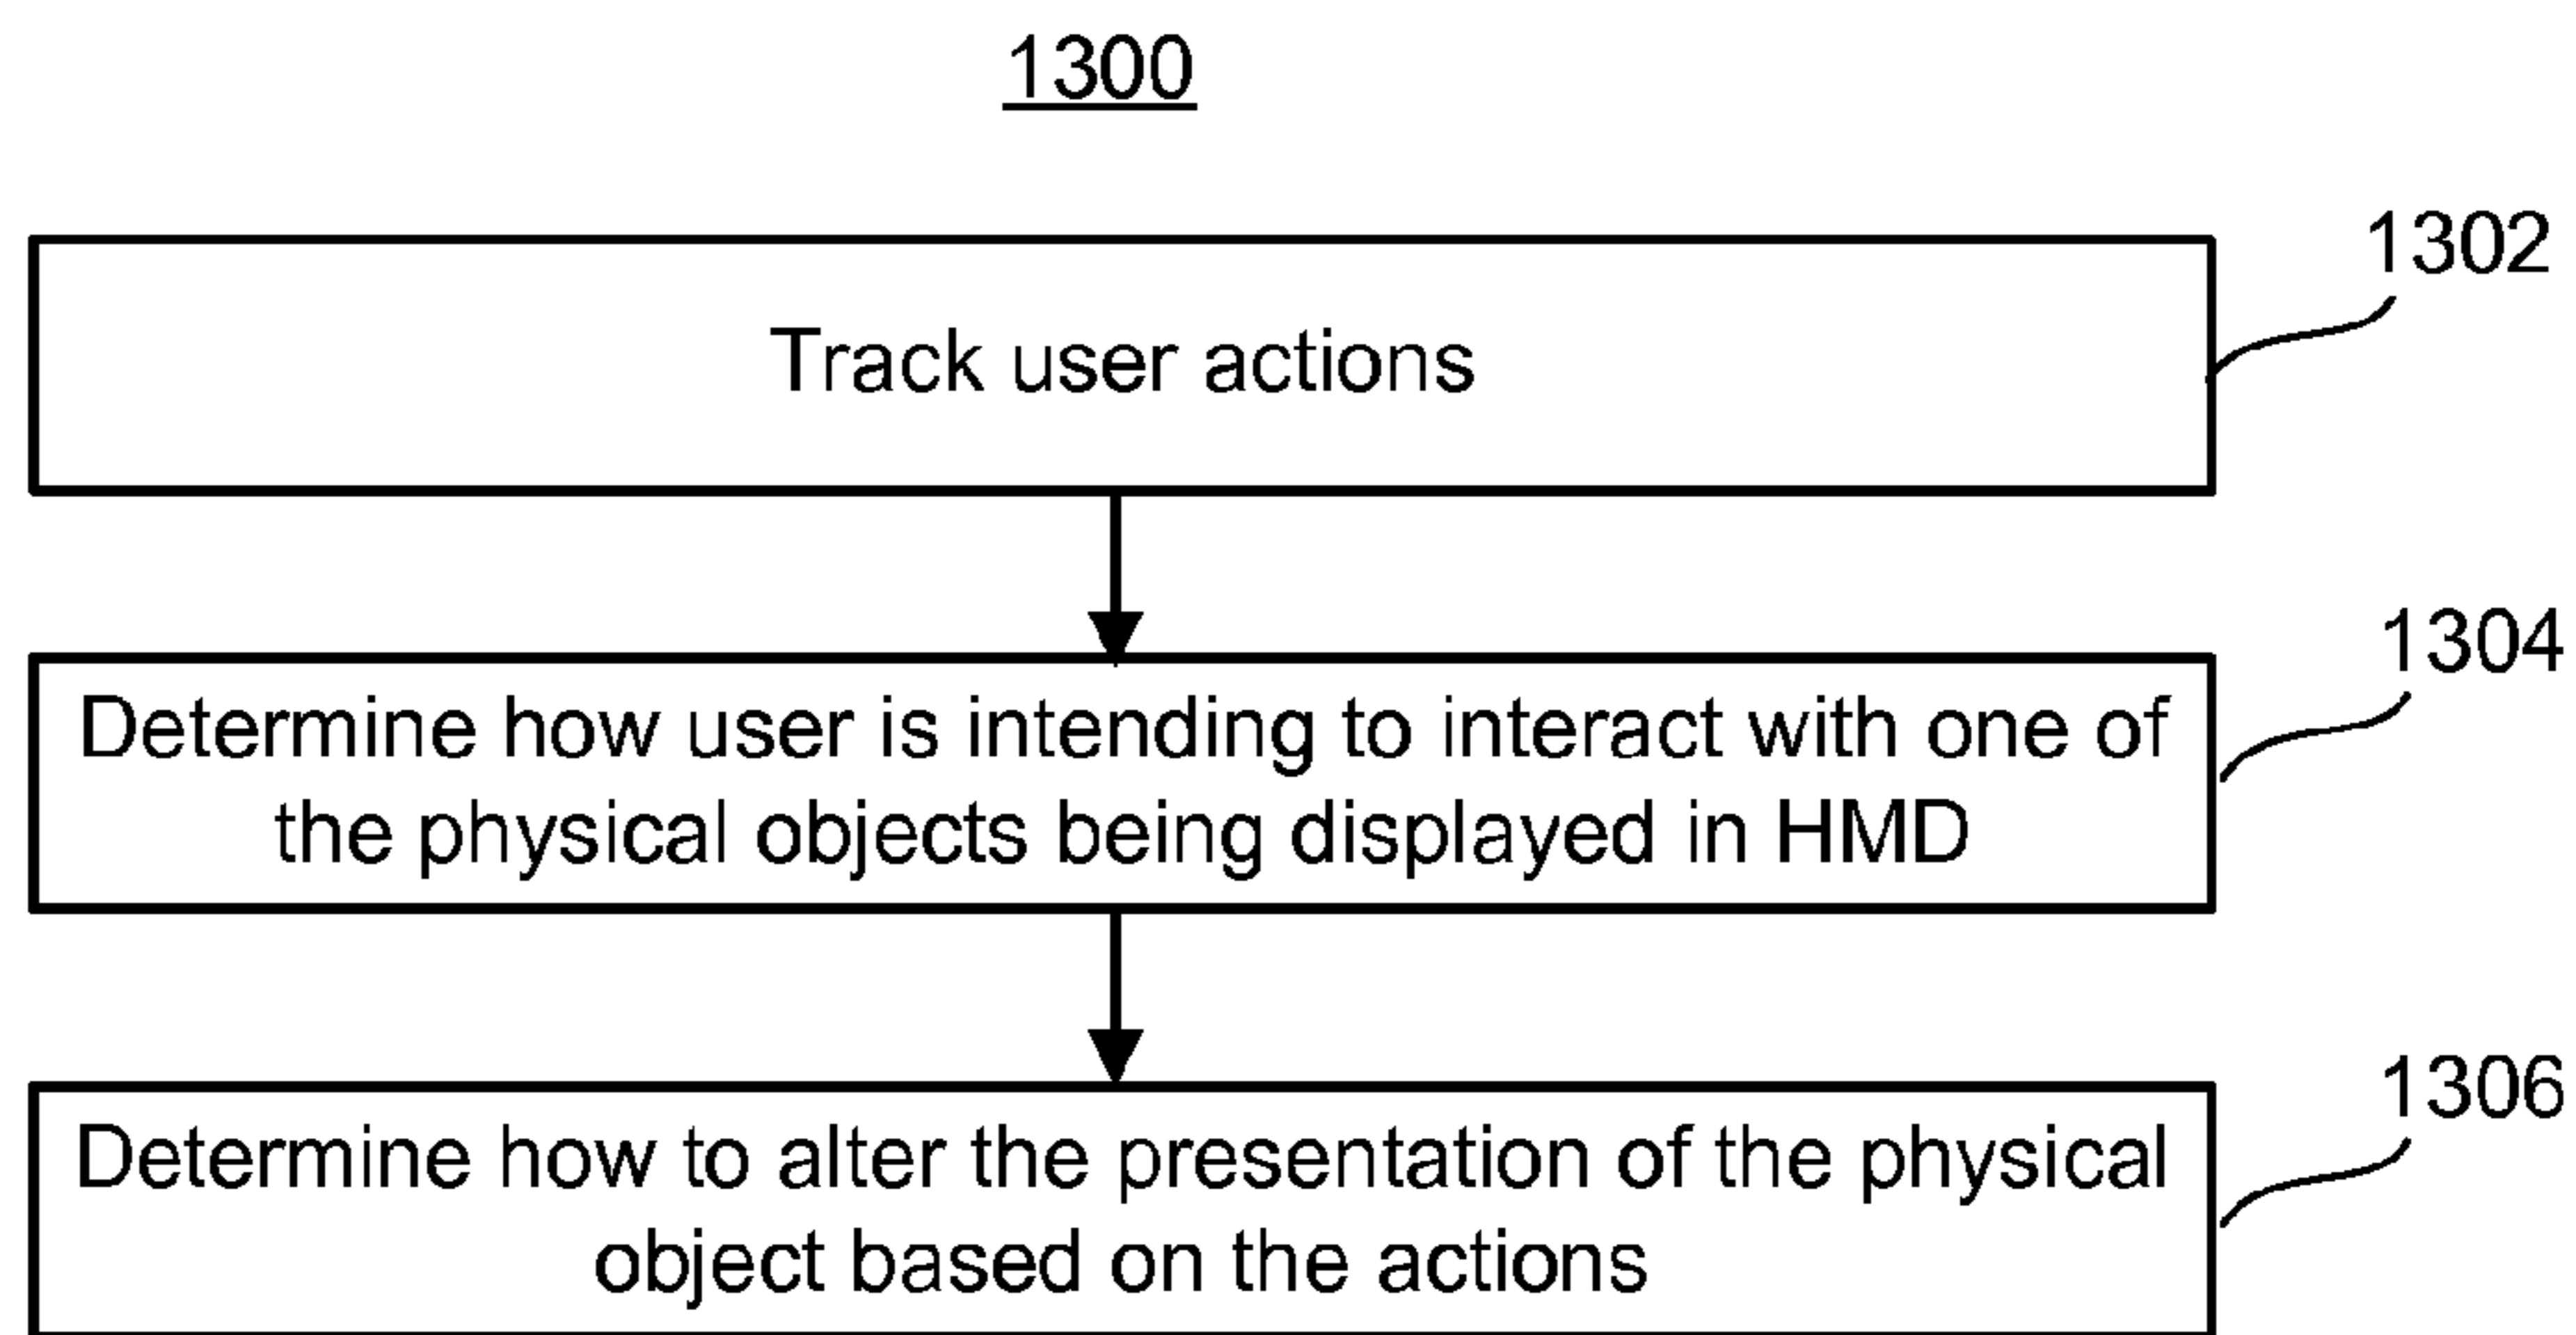 1300
1302
Track user actions
1304
Determine how user is intending to interact with one of
the physical objects being displayed in HMD
1306
Determine how to alter the presentation of the physical
object based on the actions